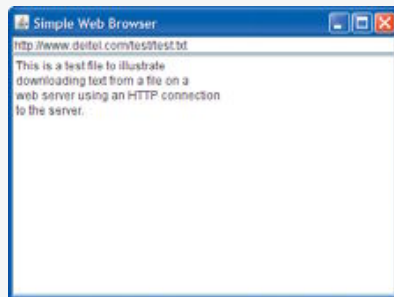 Simple Web Browser
http://www.deitel.com/test/test.txt
This is a test file to illustrate
downloading text from a file on a
web server using an HTTP connection
to the server.